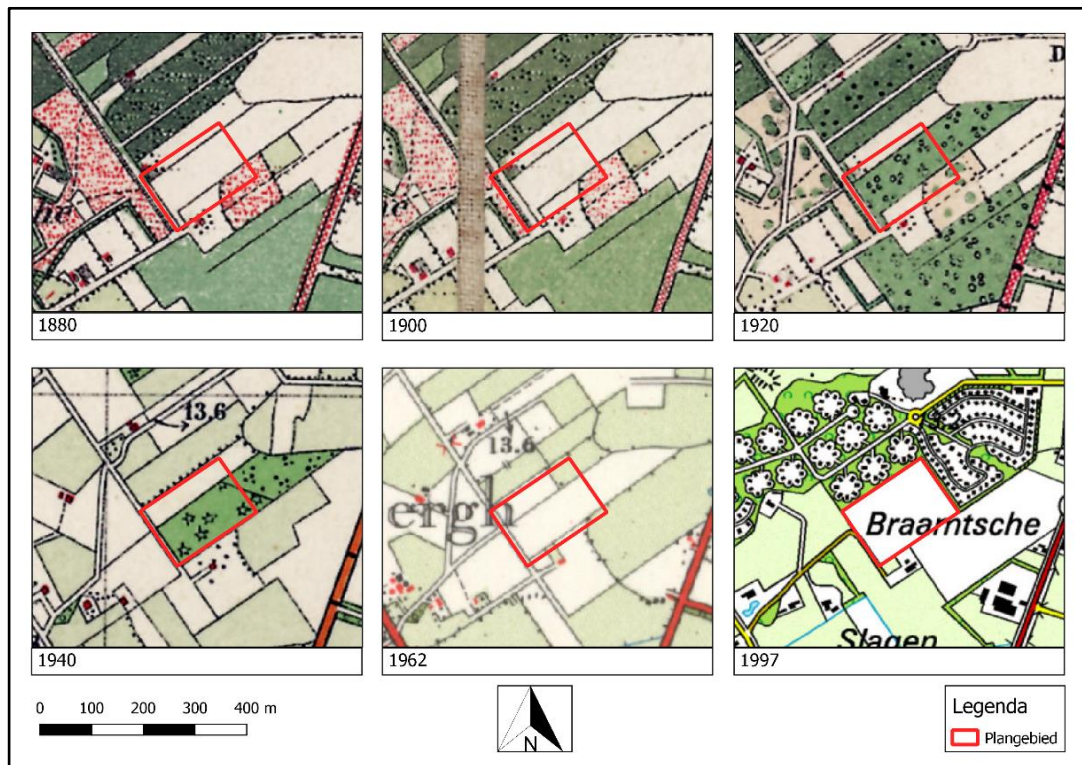 D
1880
1900
1920
13.6
13.6
ergh
Braamtsche
Slagen
1940
1962
1997
0 100 200 300 400 m
N
Legenda
Plangebied